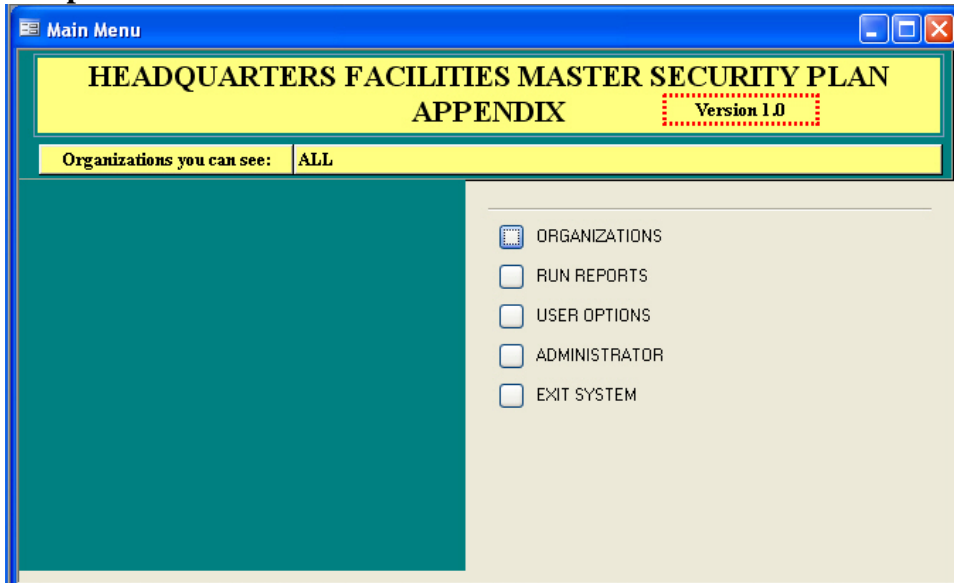 Main Menu
HEADQUARTERS FACILITIES MASTER SECURITY PLAN
APPENDIX Version 1.0
Organizations you can see: ALL
ORGANIZATIONS
RUN REPORTS
USER OPTIONS
ADMINISTRATOR
EXIT SYSTEM